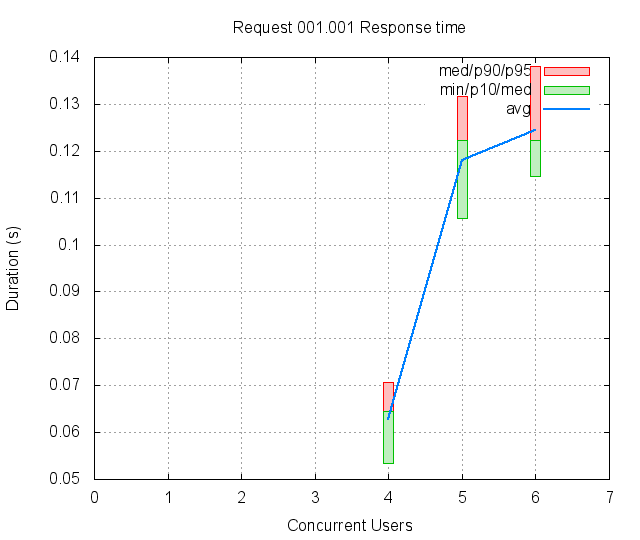 Request 001.001 Response time
0.14
0.13
0.12
0.11
0.1
0.09
0.08
0.07
0.06
0.05
Duration (s)
med/p90/p95
min/p10/med
avg
0 1 2 3 4 5 6 7
Concurrent Users